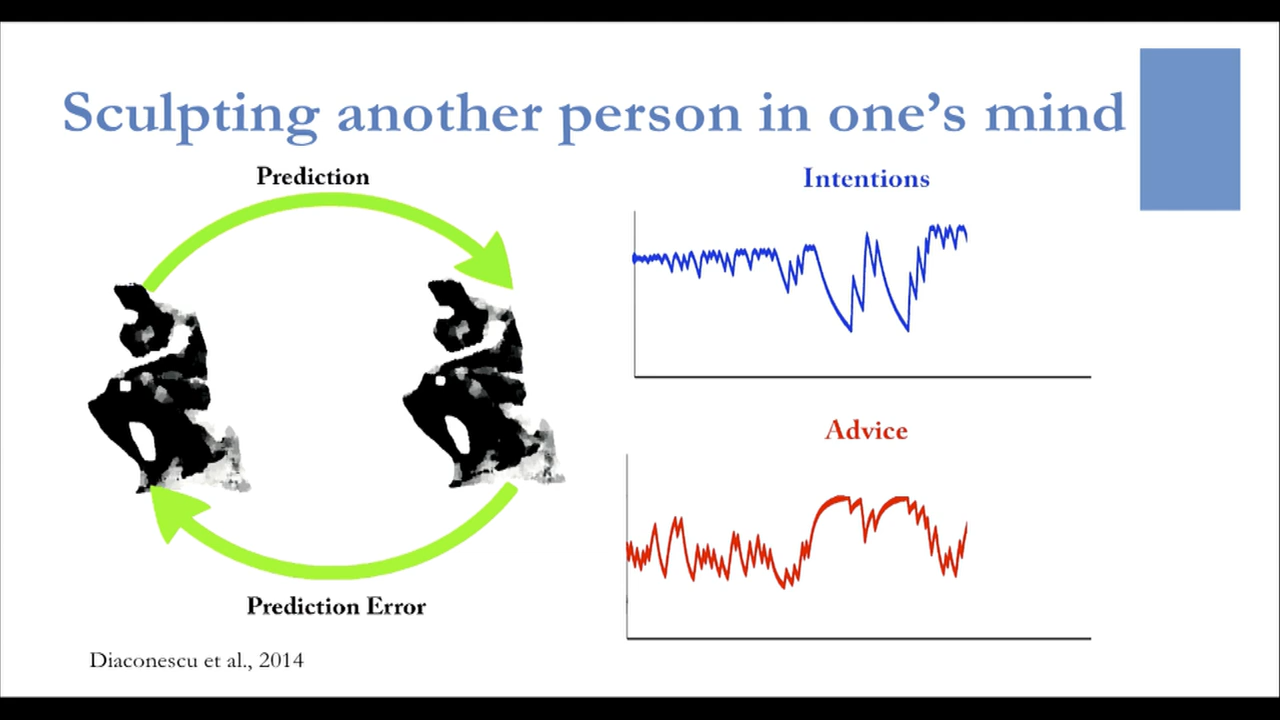 Sculpting another person in one’s mind
Prediction
Prediction Error
Diaconescu et al., 2014
Intentions
Advice